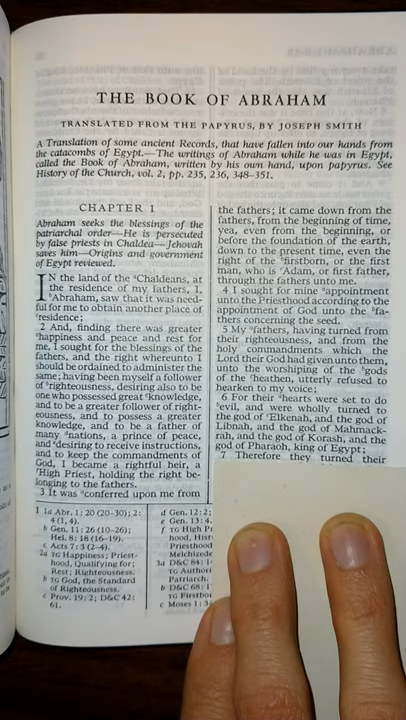 THE BOOK OF ABRAHAM
TRANSLATED FROM THE PAPYRUS, BY JOSEPH SMITH
A Translation of some ancient Records, that have fallen into our hands from
the catacombs of Egypt.—The writings of Abraham while he was in Egypt,
called the Book of Abraham, written by his own hand, upon papyrus. See
History of the Church, vol. 2, pp. 235, 236, 348–351.
CHAPTER 1
Abraham seeks the blessings of the
patriarchal order—He is persecuted
by false priests in Chaldea—Jehovah
saves him—Origins and government
of Egypt reviewed.
IN the land of the aChaldeans, at
the residence of my fathers, I,
bAbraham, saw that it was need-
ful for me to obtain another place of
cresidence;
2 And, finding there was greater
ahappiness and peace and rest for
me, I sought for the blessings of the
fathers, and the right whereunto I
should be ordained to administer the
same; having been myself a follower
of brighteousness, desiring also to be
one who possessed great cknowledge,
and to be a greater follower of right-
eousness, and to possess a greater
knowledge, and to be a father of
many dnations, a prince of peace,
and edesiring to receive instructions,
and to keep the commandments of
God, I became a rightful heir, a
fHigh Priest, holding the right be-
longing to the fathers.
3 It was aconferred upon me from
the fathers; it came down from the
fathers, from the beginning of time,
yea, even from the beginning, or
before the foundation of the earth,
down to the present time, even the
right of the bfirstborn, or the first
man, who is cAdam, or first father,
through the fathers unto me.
4 I sought for mine aappointment
unto the Priesthood according to the
appointment of God unto the bfa-
thers concerning the seed.
5 My afathers, having turned from
their righteousness, and from the
holy commandments which the
Lord their God had given unto them,
unto the worshiping of the bgods
of the cheathen, utterly refused to
hearken to my voice;
6 For their ahearts were set to do
bevil, and were wholly turned to
the god of cElkenah, and the god of
Libnah, and the god of Mahmack-
rah, and the god of Korash, and the
god of Pharaoh, king of Egypt;
7 Therefore they turned their
1 1a Abr. 1: 20 (20–30); 2:
4 (1, 4).
b Gen. 11: 26 (10–26);
Hel. 8: 18 (16–19).
c Acts 7: 3 (2–4).
2a TG Happiness; Priest-
hood, Qualifying for;
Rest; Righteousness.
b TG God, the Standard
of Righteousness.
c Prov. 19: 2; D&C 42:
61.
d Gen. 12: 2;
e Gen. 13: 4
f TG High
hood,
Priesthood
Melchizede
3a D&C 84:
TG
Patriarch.
b D&C 68:
TG Firstbo
c Moses 1: